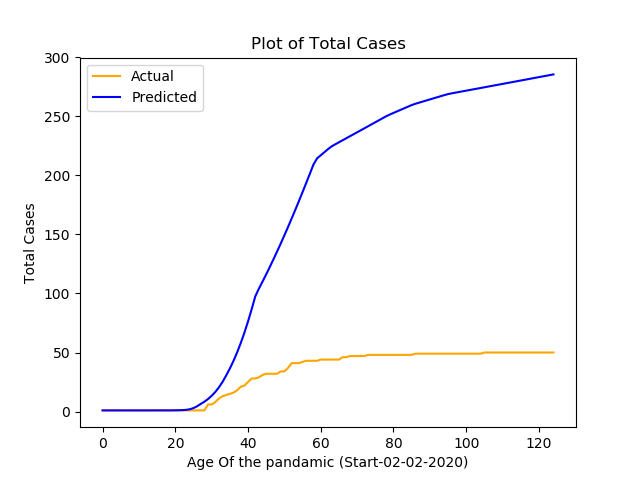 Plot of Total Cases
Actual
Predicted
300
250
200
150
100
50
0
Total Cases
0 20 40 60 80 100 120
Age Of the pandamic (Start-02-02-2020)